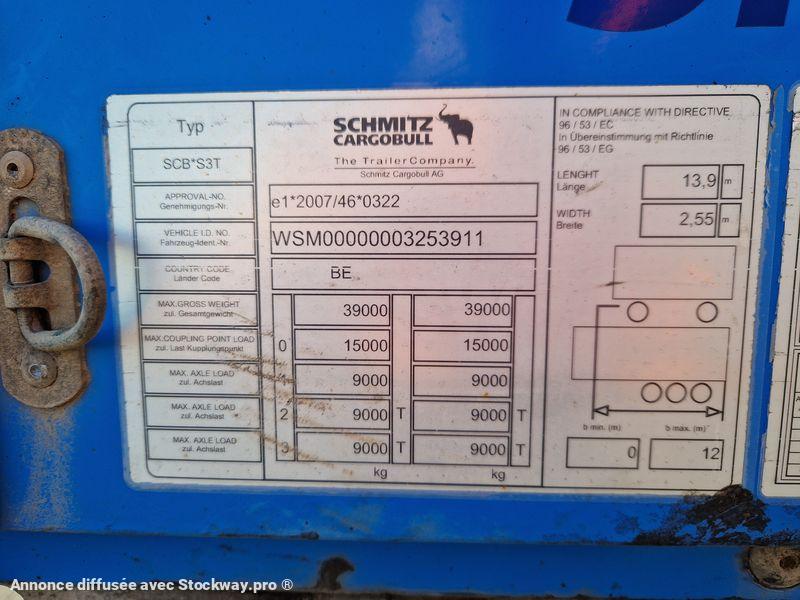 Typ
SCB*S3T
SCHMITZ
CARGOBULL
The Trailer Company.
Schmitz Cargobull AG
IN COMPLIANCE WITH DIRECTIVE
96 / 53 / EC
In Übereinstimmung mit Richtlinie
96 / 53 / EG
LENGHT
Länge
13,9 m
WIDTH
Breite
2,55 m
APPROVAL-NO.
Genehmigungs-Nr.
e1*2007/46*0322
VEHICLE I.D. NO.
Fahrzeug-Ident.-Nr.
WSM00000003253911
COUNTRY CODE
Länder Code
BE
MAX.GROSS WEIGHT
zul. Gesamtgewicht
39000 39000
MAX.COUPLING POINT LOAD
zul. Last Kupplungspunkt
0 15000 15000
MAX. AXLE LOAD
zul. Achslast
9000 9000
MAX. AXLE LOAD
zul. Achslast
2 9000 T 9000 T
MAX. AXLE LOAD
zul. Achslast
3 9000 T 9000 T
kg kg
b min. (m) b max. (m)
0 12
Annonce diffusée avec Stockway.pro ®